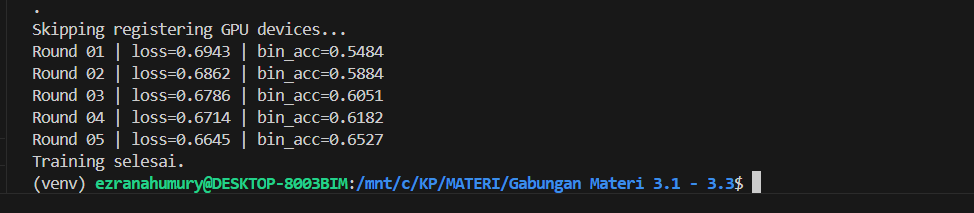 .
Skipping registering GPU devices...
Round 01 | loss=0.6943 | bin_acc=0.5484
Round 02 | loss=0.6862 | bin_acc=0.5884
Round 03 | loss=0.6786 | bin_acc=0.6051
Round 04 | loss=0.6714 | bin_acc=0.6182
Round 05 | loss=0.6645 | bin_acc=0.6527
Training selesai.
(venv) ezranahumury@DESKTOP-8003BIM:/mnt/c/KP/MATERI/Gabungan Materi 3.1 - 3.3$